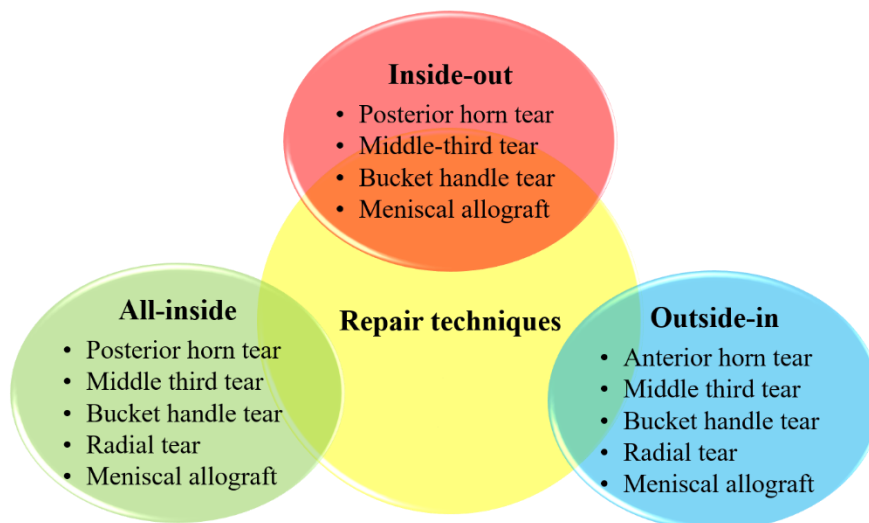 Inside-out
• Posterior horn tear
• Middle-third tear
• Bucket handle tear
• Meniscal allograft
All-inside
• Posterior horn tear
• Middle third tear
• Bucket handle tear
• Radial tear
• Meniscal allograft
Repair techniques
Outside-in
• Anterior horn tear
• Middle third tear
• Bucket handle tear
• Radial tear
• Meniscal allograft